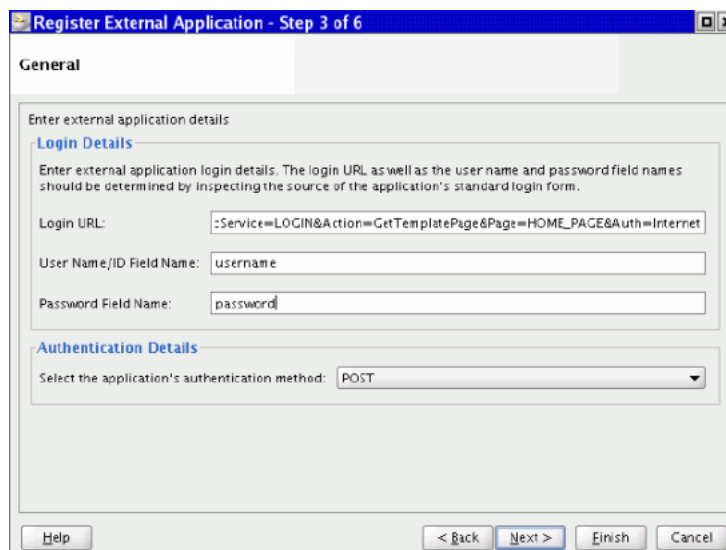 Register External Application - Step 3 of 6
General
Enter external application details
Login Details
Enter external application login details. The login URL as well as the user name and password field names
should be determined by inspecting the source of the application's standard login form.
Login URL: :Service=LOGIN&Action=GetTemplatePage&Page=HOME_PAGE&Auth=Internet
User Name/ID Field Name: username
Password Field Name: password
Authentication Details
Select the application's authentication method: POST
Help < Back Next > Finish Cancel